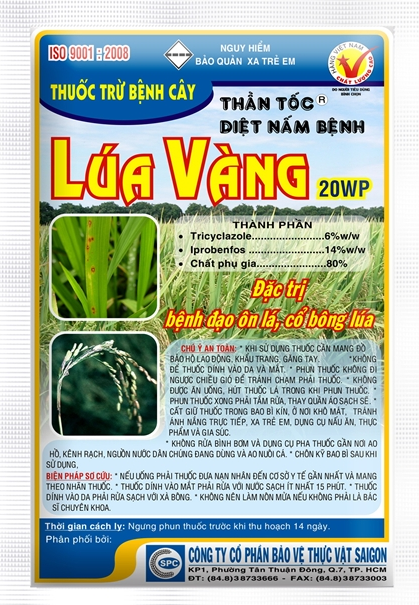 ISO 9001 : 2008
NGUY HIỂM
BẢO QUẢN XA TRẺ EM
HÀNG VIỆT NAM
CHẤT LƯỢNG CAO
DO NGƯỜI TIÊU DÙNG
BÌNH CHỌN
THUỐC TRỪ BỆNH CÂY
THẦN TỐC ®
DIỆT NẤM BỆNH
LÚA VÀNG 20WP
THÀNH PHẦN
• Tricyclazole........................6%w/w
• Iprobenfos .......................14%w/w
• Chất phụ gia.......................80%
Đặc trị
bệnh đạo ôn lá, cổ bông lúa
CHÚ Ý AN TOÀN: * KHI SỬ DỤNG THUỐC CẦN MANG ĐỒ
BẢO HỘ LAO ĐỘNG, KHẨU TRANG, GĂNG TAY. *KHÔNG
ĐỂ THUỐC DÍNH VÀO DA VÀ MẮT. * PHUN THUỐC KHÔNG ĐI
NGƯỢC CHIỀU GIÓ ĐỂ TRÁNH CHẠM PHẢI THUỐC. * KHÔNG
ĐƯỢC ĂN UỐNG, HÚT THUỐC LÁ TRONG KHI PHUN THUỐC. *
PHUN THUỐC XONG PHẢI TẮM RỬA, THAY QUẦN ÁO SẠCH SẼ. *
CẤT GIỮ THUỐC TRONG BAO BÌ KÍN, Ở NƠI KHÔ MÁT, TRÁNH
ÁNH NẮNG TRỰC TIẾP, XA TRẺ EM, DỤNG CỤ NẤU ĂN, THỰC
PHẨM VÀ GIA SÚC.
* KHÔNG RỬA BÌNH BƠM VÀ DỤNG CỤ PHA THUỐC GẦN NƠI AO
HỒ, KÊNH RẠCH, NGUỒN NƯỚC DÂN CHÚNG ĐANG DÙNG VÀ AO NUÔI CÁ. * CHÔN KỸ BAO BÌ SAU KHI
SỬ DỤNG.
BIỆN PHÁP SƠ CỨU: * NẾU UỐNG PHẢI THUỐC ĐƯA NẠN NHÂN ĐẾN CƠ SỞ Y TẾ GẦN NHẤT VÀ MANG
THEO NHÃN THUỐC. * THUỐC DÍNH VÀO MẮT PHẢI RỬA VỚI NƯỚC SẠCH ÍT NHẤT 15 PHÚT. * THUỐC
DÍNH VÀO DA PHẢI RỬA SẠCH VỚI XÀ BÔNG. * KHÔNG NÊN LÀM NÔN MỬA NẾU KHÔNG PHẢI LÀ BÁC
SĨ CHUYÊN KHOA.
Thời gian cách ly: Ngưng phun thuốc trước khi thu hoạch 14 ngày.
Phân phối bởi:
SPC
CÔNG TY CỔ PHẦN BẢO VỆ THỰC VẬT SAIGON
KP1, Phường Tân Thuận Đông, Q.7, TP. HCM
ĐT: (84.8)38733666 - FAX: (84.8)38733003